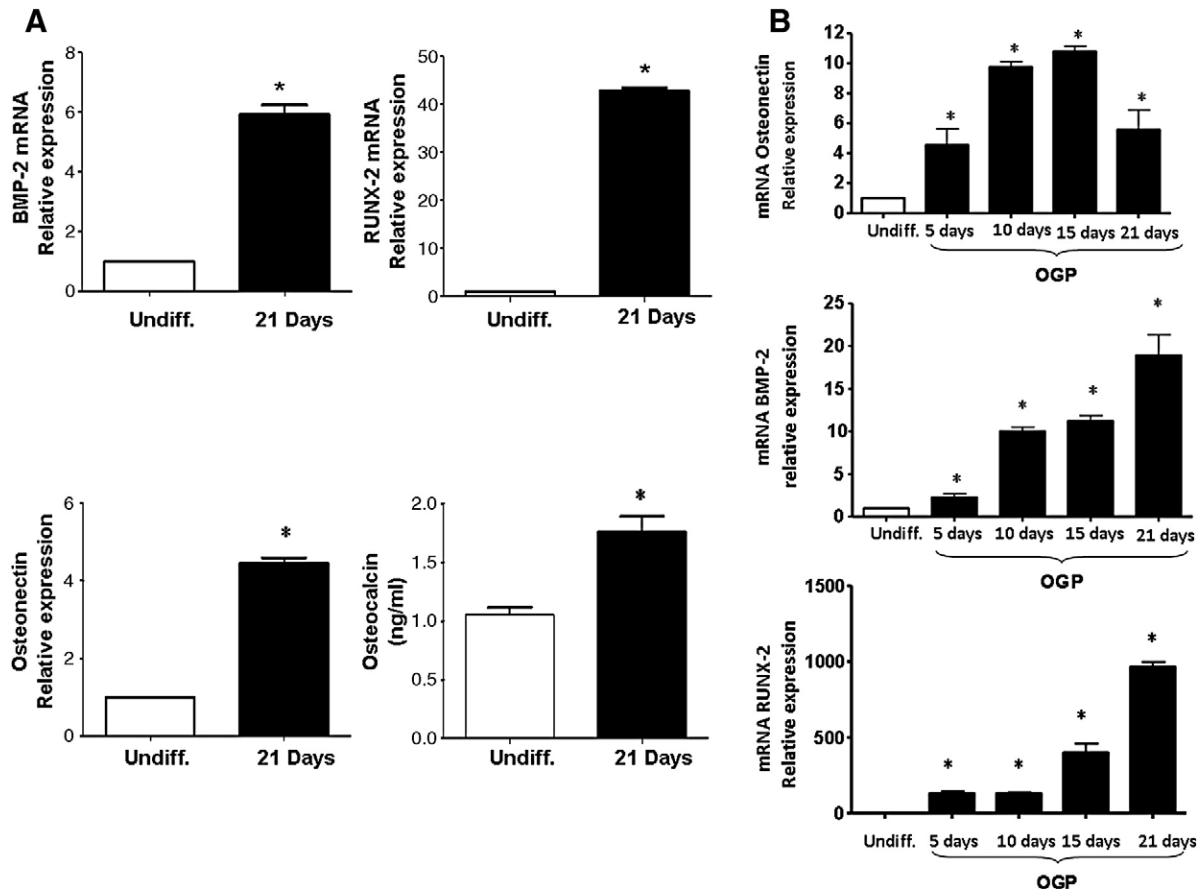 A
BMP-2 mRNA
Relative expression
8
6
4
2
0
*
Undiff. 21 Days
RUNX-2 mRNA
Relative expression
50
40
30
20
10
0
*
Undiff. 21 Days
Osteonectin
Relative expression
6
4
2
0
*
Undiff. 21 Days
Osteocalcin
(ng/ml)
2.0
1.5
1.0
0.5
0.0
*
Undiff. 21 Days
B
mRNA Osteonectin
Relative expression
12
10
8
6
4
2
0
* * * *
Undiff. 5 days 10 days 15 days 21 days
OGP
mRNA BMP-2
relative expression
25
20
15
10
5
0
* * * *
Undiff. 5 days 10 days 15 days 21 days
OGP
mRNA RUNX-2
Relative expression
1500
1000
500
0
* * * *
Undiff. 5 days 10 days 15 days 21 days
OGP